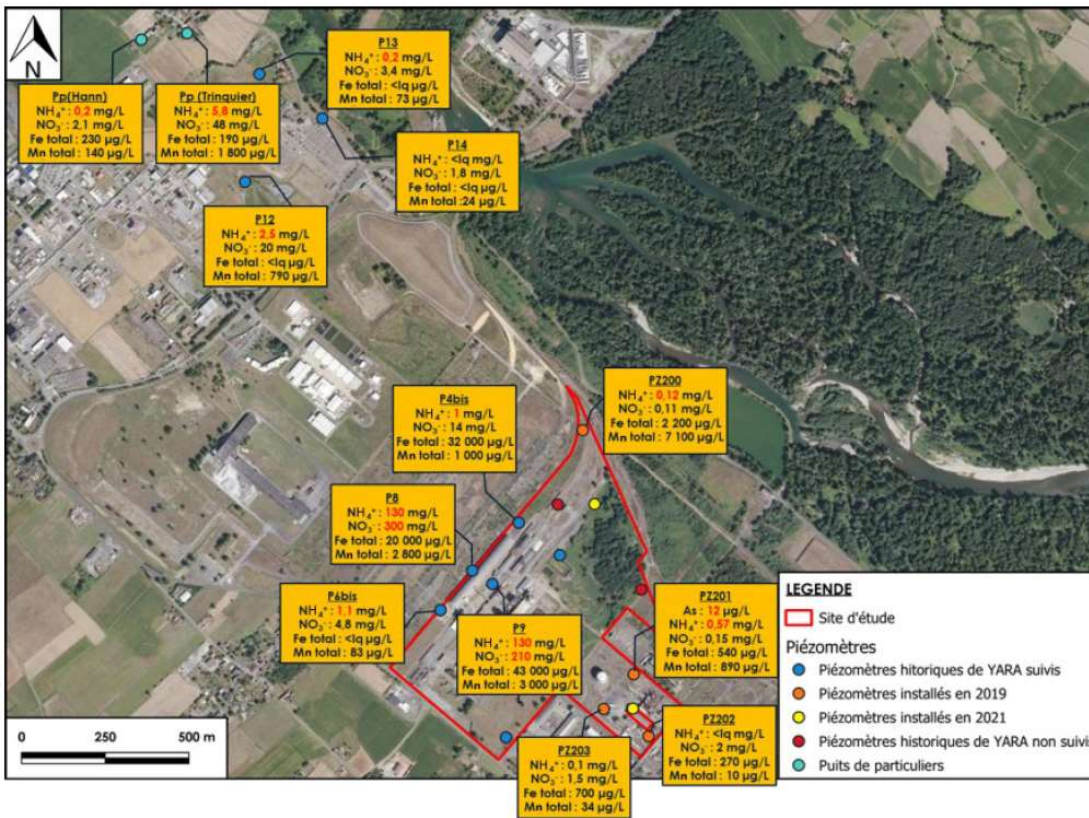 N
P13
NH₄⁺ : 0,2 mg/L
NO₃⁻ : 3,4 mg/L
Fe total : <lq µg/L
Mn total : 73 µg/L
Pp(Hann)
NH₄⁺ : 0,2 mg/L
NO₃⁻ : 2,1 mg/L
Fe total : 230 µg/L
Mn total : 140 µg/L
Pp (Trinquier)
NH₄⁺ : 5,8 mg/L
NO₃⁻ : 48 mg/L
Fe total : 190 µg/L
Mn total : 1 800 µg/L
P14
NH₄⁺ : <lq mg/L
NO₃⁻ : 1,8 mg/L
Fe total : <lq µg/L
Mn total :24 µg/L
P12
NH₄⁺ : 2,5 mg/L
NO₃⁻ : 20 mg/L
Fe total : <lq µg/L
Mn total : 790 µg/L
PZ200
NH₄⁺ : 0,12 mg/L
NO₃⁻ : 0,11 mg/L
Fe total : 2 200 µg/L
Mn total : 7 100 µg/L
P4bis
NH₄⁺ : 1 mg/L
NO₃⁻ : 14 mg/L
Fe total : 32 000 µg/L
Mn total : 1 000 µg/L
P8
NH₄⁺ : 130 mg/L
NO₃⁻ : 300 mg/L
Fe total : 20 000 µg/L
Mn total : 2 800 µg/L
P6bis
NH₄⁺ : 1,1 mg/L
NO₃⁻ : 4,8 mg/L
Fe total : <lq µg/L
Mn total : 83 µg/L
P9
NH₄⁺ : 130 mg/L
NO₃⁻ : 210 mg/L
Fe total : 43 000 µg/L
Mn total : 3 000 µg/L
PZ201
As : 12 µg/L
NH₄⁺ : 0,57 mg/L
NO₃⁻ : 0,15 mg/L
Fe total : 540 µg/L
Mn total : 890 µg/L
PZ202
NH₄⁺ : <lq mg/L
NO₃⁻ : 2 mg/L
Fe total : 270 µg/L
Mn total : 10 µg/L
PZ203
NH₄⁺ : 0,1 mg/L
NO₃⁻ : 1,5 mg/L
Fe total : 700 µg/L
Mn total : 34 µg/L
0 250 500 m
LEGENDE
Site d'étude
Piézomètres
Piézomètres hitoriques de YARA suivis
Piézomètres installés en 2019
Piézomètres installés en 2021
Piézomètres historiques de YARA non suivis
Puits de particuliers